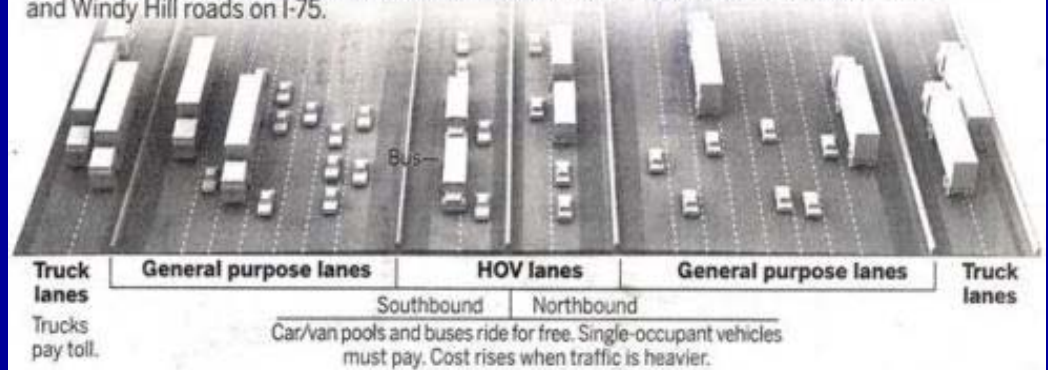 and Windy Hill roads on I-75.
Bus
Truck lanes
General purpose lanes
HOV lanes
General purpose lanes
Truck lanes
Southbound
Northbound
Trucks pay toll.
Car/van pools and buses ride for free. Single-occupant vehicles
must pay. Cost rises when traffic is heavier.